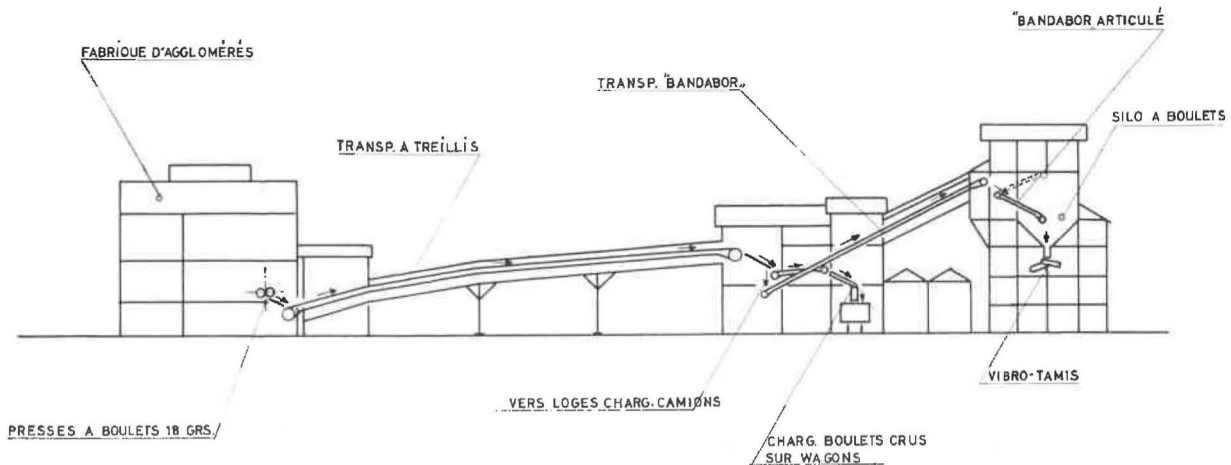 "BANDABOR ARTICULÉ
FABRIQUE D'AGGLOMÉRÉS
TRANSP. "BANDABOR„
SILO A BOULETS
TRANSP. A TREILLIS
VIBRO-TAMIS
VERS LOGES CHARG. CAMIONS
PRESSES A BOULETS 18 GRS.
CHARG. BOULETS CRUS
SUR WAGONS